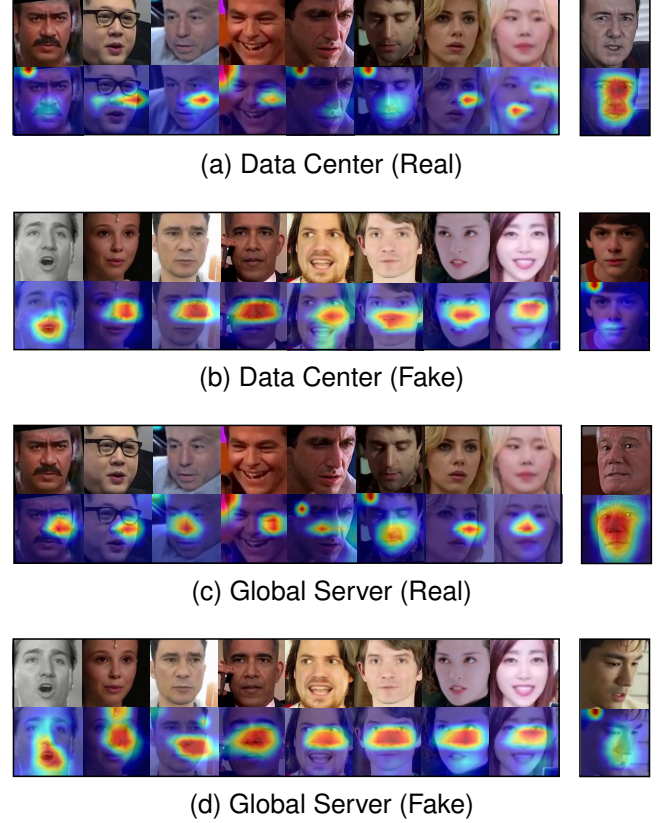 (a) Data Center (Real)
(b) Data Center (Fake)
(c) Global Server (Real)
(d) Global Server (Fake)